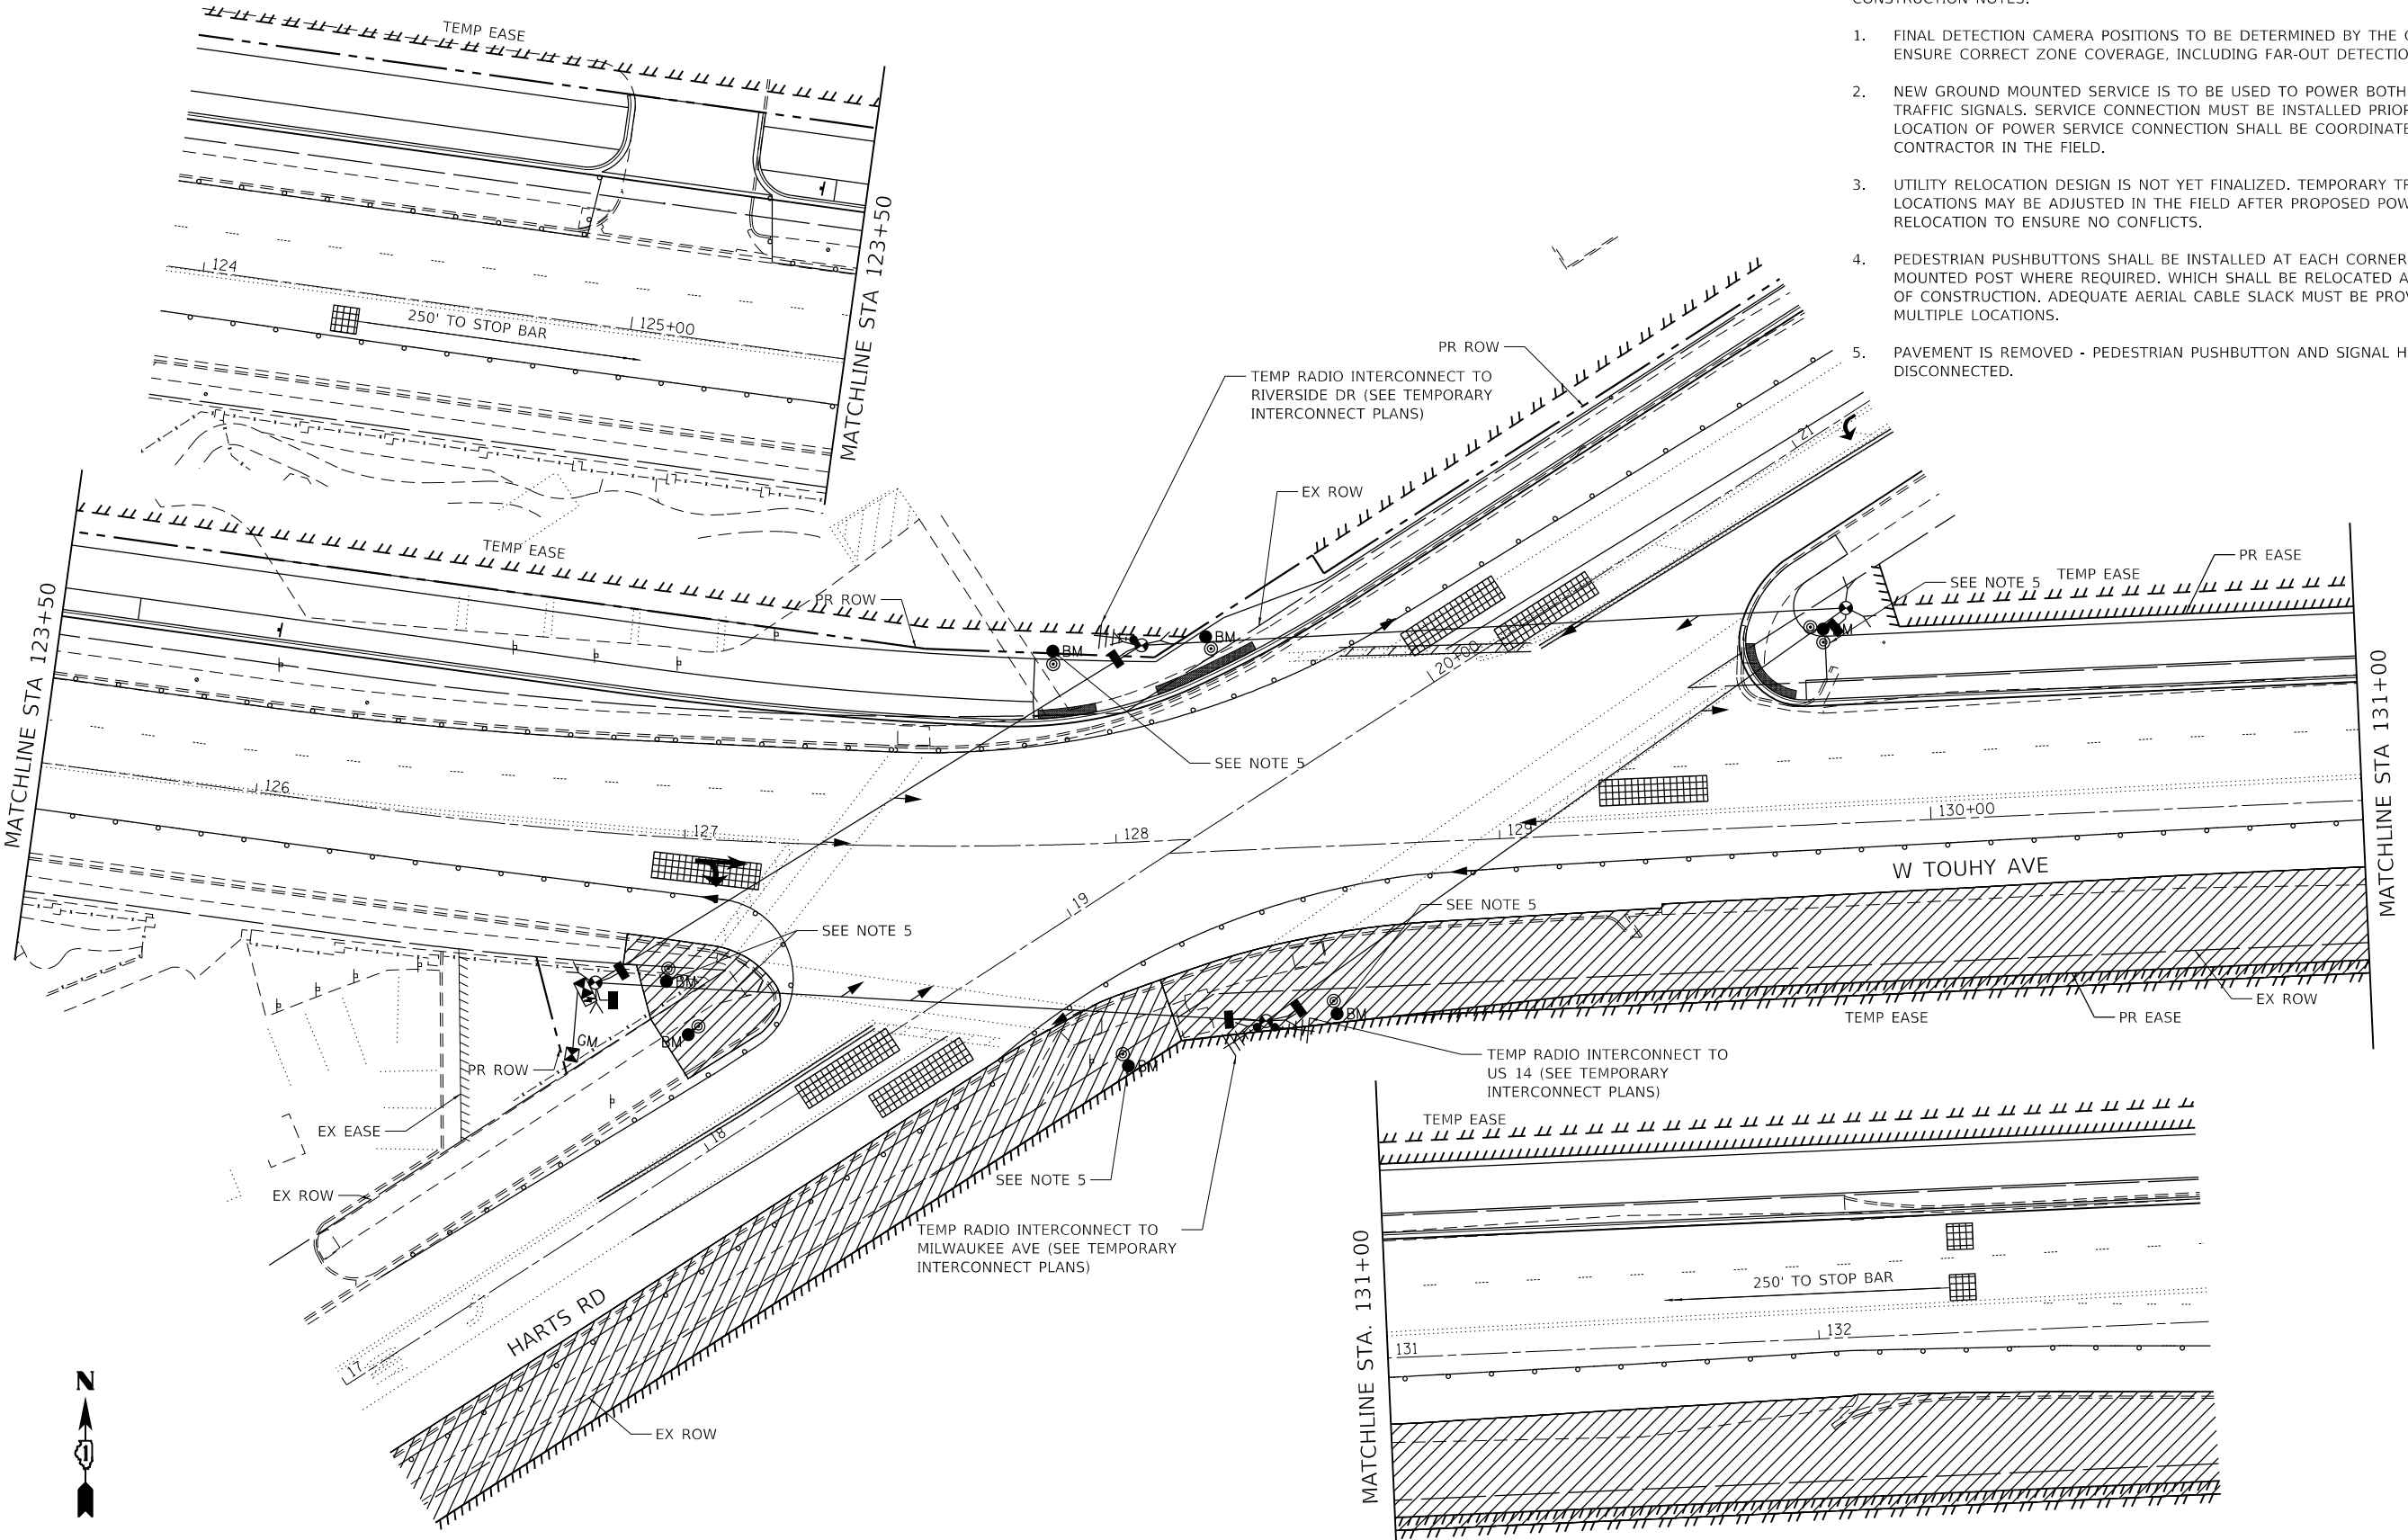 CONSTRUCTION NOTES:
1. FINAL DETECTION CAMERA POSITIONS TO BE DETERMINED BY THE
ENSURE CORRECT ZONE COVERAGE, INCLUDING FAR-OUT
2. NEW GROUND MOUNTED SERVICE IS TO BE USED TO POWER BOTH
TRAFFIC SIGNALS. SERVICE CONNECTION MUST BE INSTALLED
LOCATION OF POWER SERVICE CONNECTION SHALL BE
CONTRACTOR IN THE FIELD.
3. UTILITY RELOCATION DESIGN IS NOT YET FINALIZED. TEMPORARY
LOCATIONS MAY BE ADJUSTED IN THE FIELD AFTER PROPOSED
RELOCATION TO ENSURE NO CONFLICTS.
4. PEDESTRIAN PUSHBUTTONS SHALL BE INSTALLED AT EACH CORNER
MOUNTED POST WHERE REQUIRED. WHICH SHALL BE RELOCATED
OF CONSTRUCTION. ADEQUATE AERIAL CABLE SLACK MUST BE
MULTIPLE LOCATIONS.
5. PAVEMENT IS REMOVED - PEDESTRIAN PUSHBUTTON AND SIGNAL
DISCONNECTED.
TEMP EASE
124
250' TO STOP BAR
125+00
MATCHLINE STA 123+50
PR ROW
TEMP RADIO INTERCONNECT TO
RIVERSIDE DR (SEE TEMPORARY
INTERCONNECT PLANS)
EX ROW
21
MATCHLINE STA 123+50
TEMP EASE
PR ROW
BM
BM
SEE NOTE 5
20+00
SEE NOTE 5
TEMP EASE
PR EASE
BM
MATCHLINE STA 131+00
126
127
128
129
130+00
19
W TOUHY AVE
SEE NOTE 5
SEE NOTE 5
BM
BM
GM
PR ROW
EX EASE
EX ROW
18
17
HARTS RD
BM
BM
TEMP EASE
PR EASE
EX ROW
TEMP RADIO INTERCONNECT TO
US 14 (SEE TEMPORARY
INTERCONNECT PLANS)
SEE NOTE 5
TEMP RADIO INTERCONNECT TO
MILWAUKEE AVE (SEE TEMPORARY
INTERCONNECT PLANS)
EX ROW
N
MATCHLINE STA. 131+00
TEMP EASE
250' TO STOP BAR
131
132